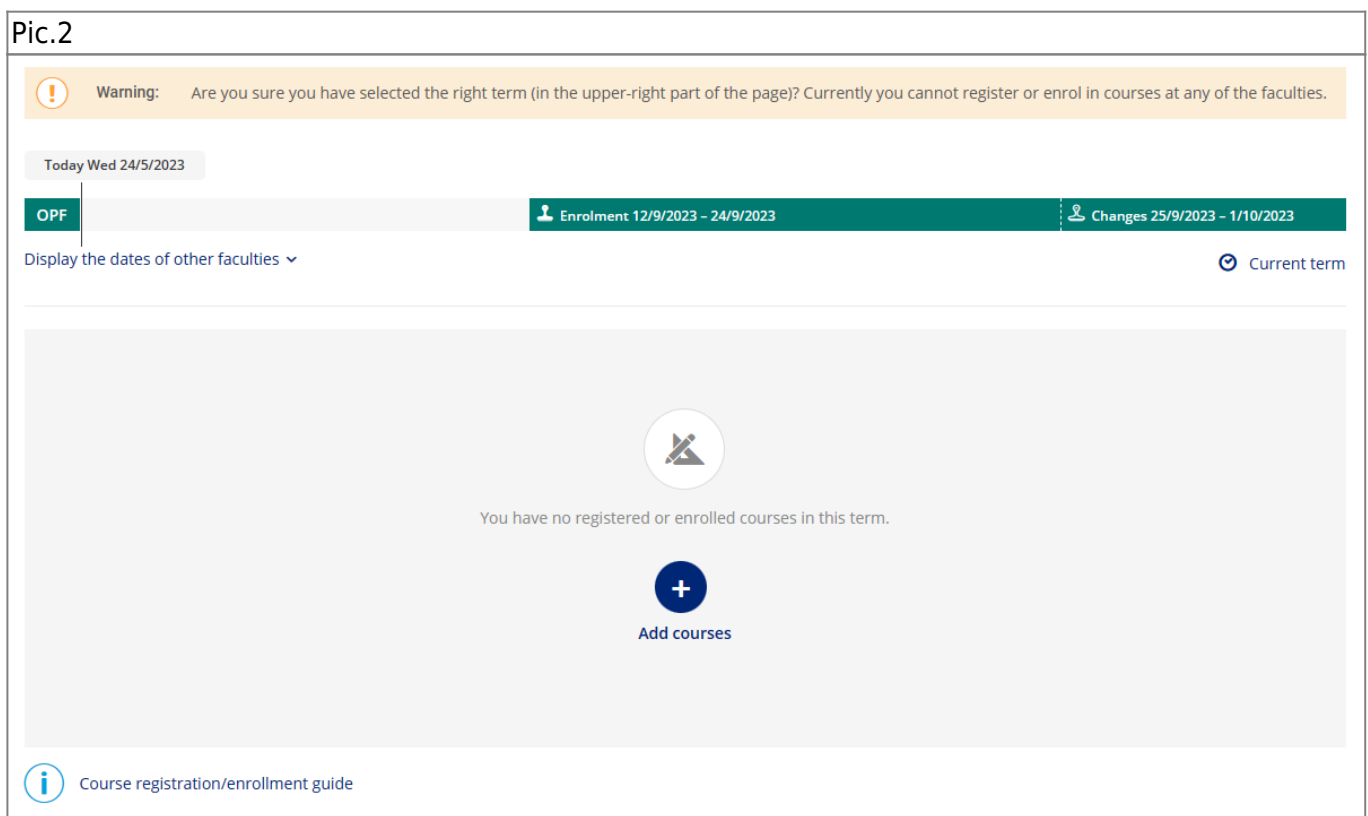 Pic.2
Warning: Are you sure you have selected the right term (in the upper-right part of the page)? Currently you cannot register or enrol in courses at any of the faculties.
Today Wed 24/5/2023
OPF Enrolment 12/9/2023 – 24/9/2023 Changes 25/9/2023 – 1/10/2023
Display the dates of other faculties Current term
You have no registered or enrolled courses in this term.
Add courses
Course registration/enrollment guide